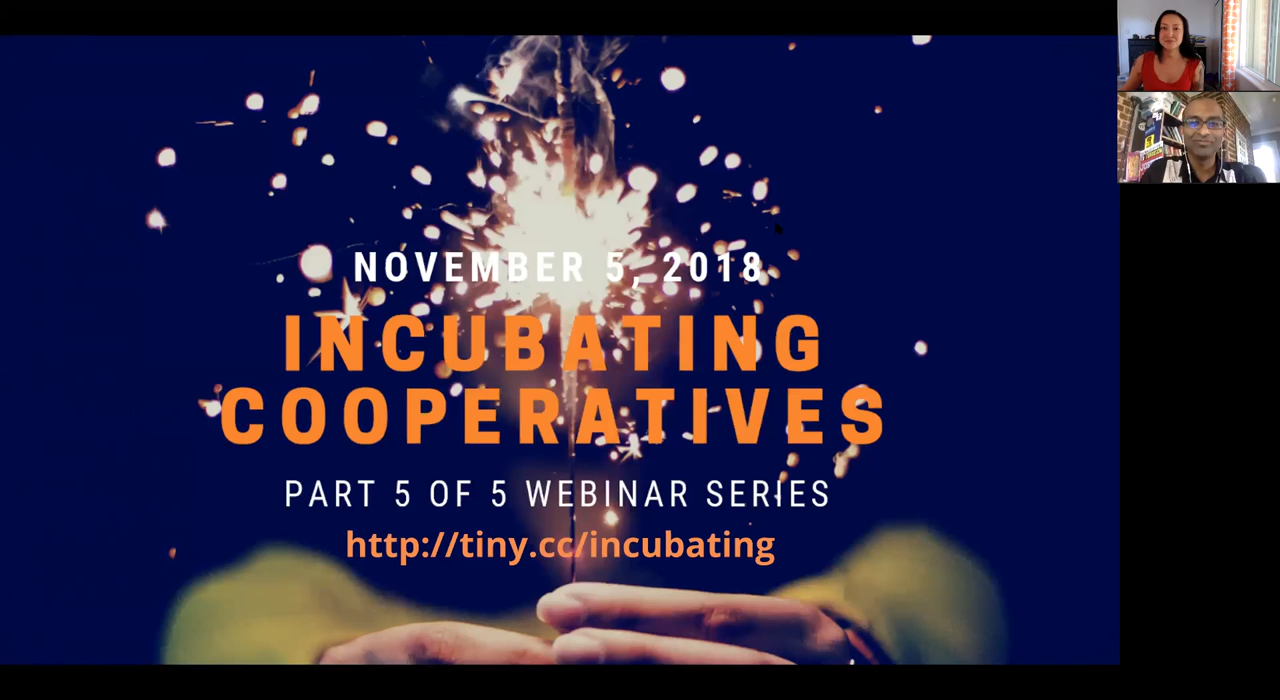 NOVEMBER 5, 2018
INCUBATING
COOPERATIVES
PART 5 OF 5 WEBINAR SERIES
http://tiny.cc/incubating